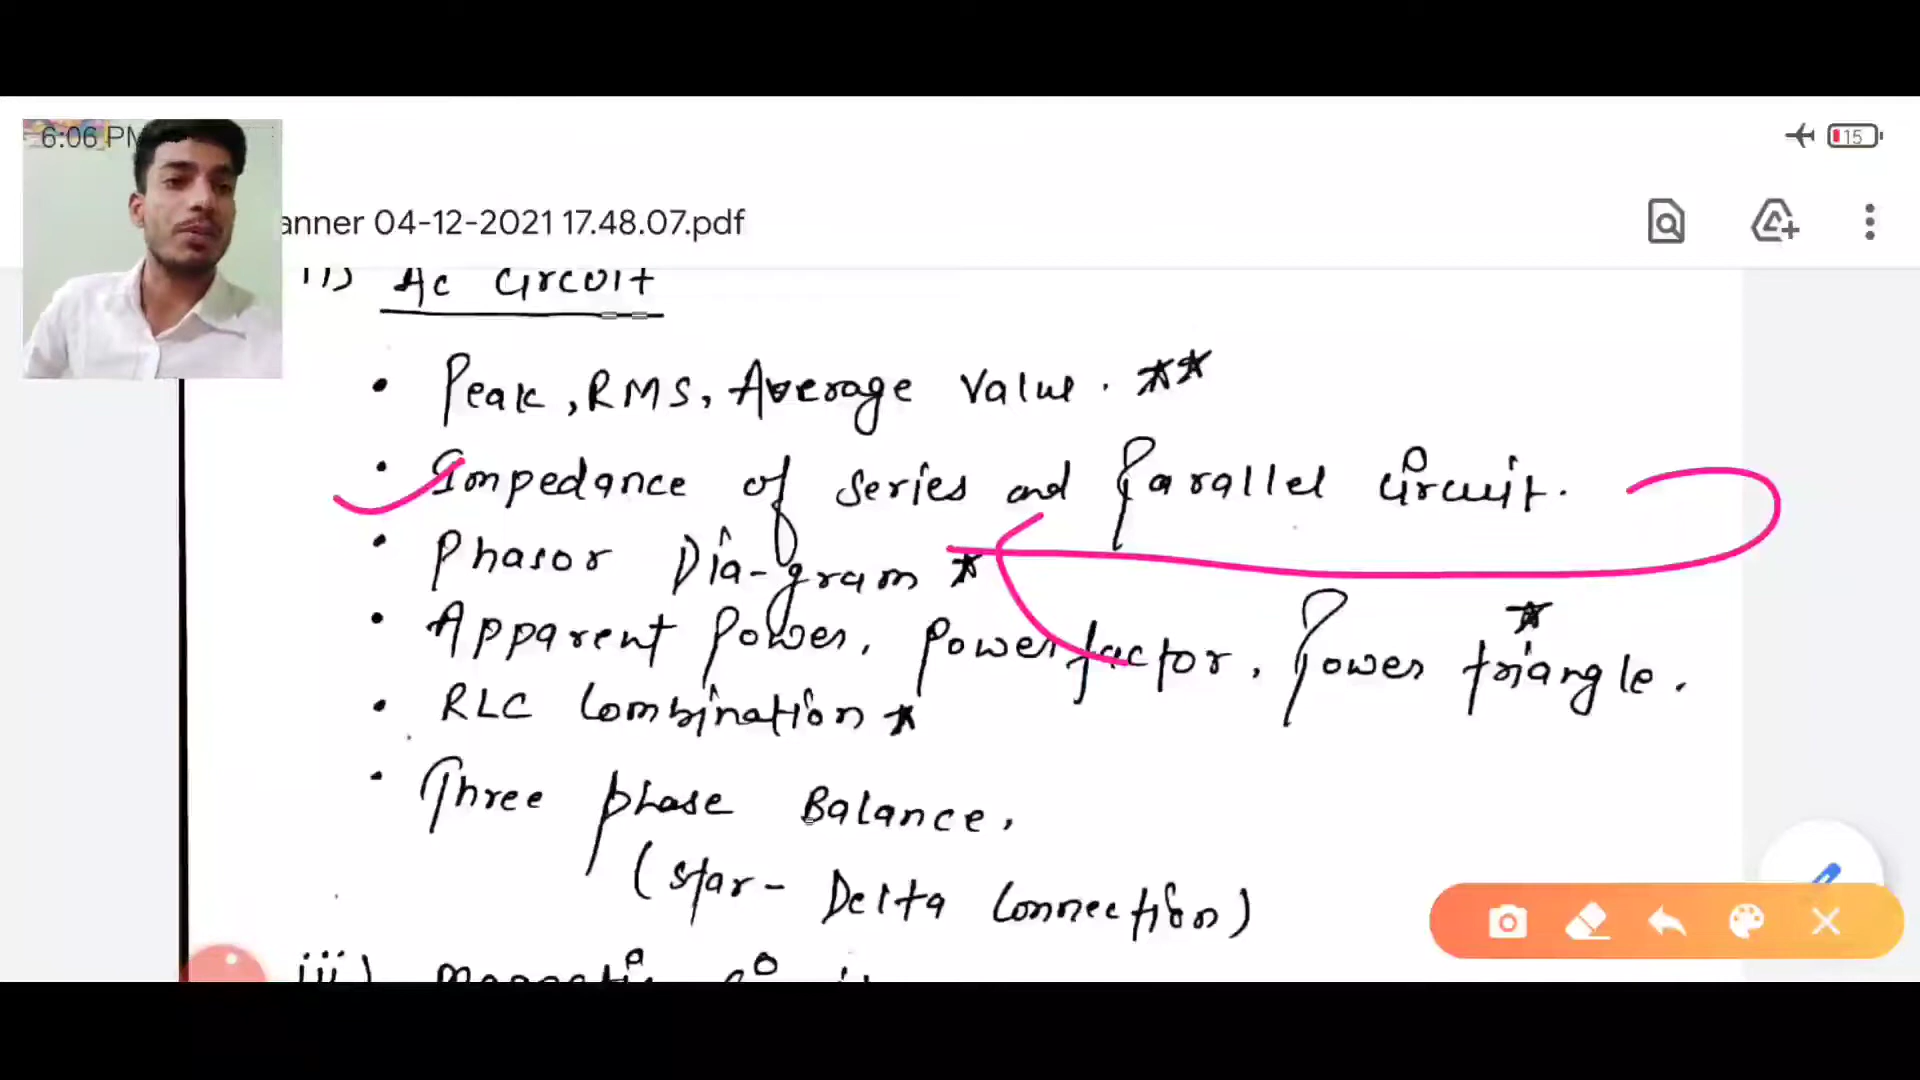 6:06 PM
15
anner 04-12-2021 17.48.07.pdf
ii) Ac Circuit
• Peak, RMS, Average Value. **
• Impedance of series and Parallel Circuit.
• Phasor Dia-gram *
• Apparent Power, Power factor, Power triangle. *
• RLC Combination *
• Three phase Balance.
(Star - Delta Connection)
iii)